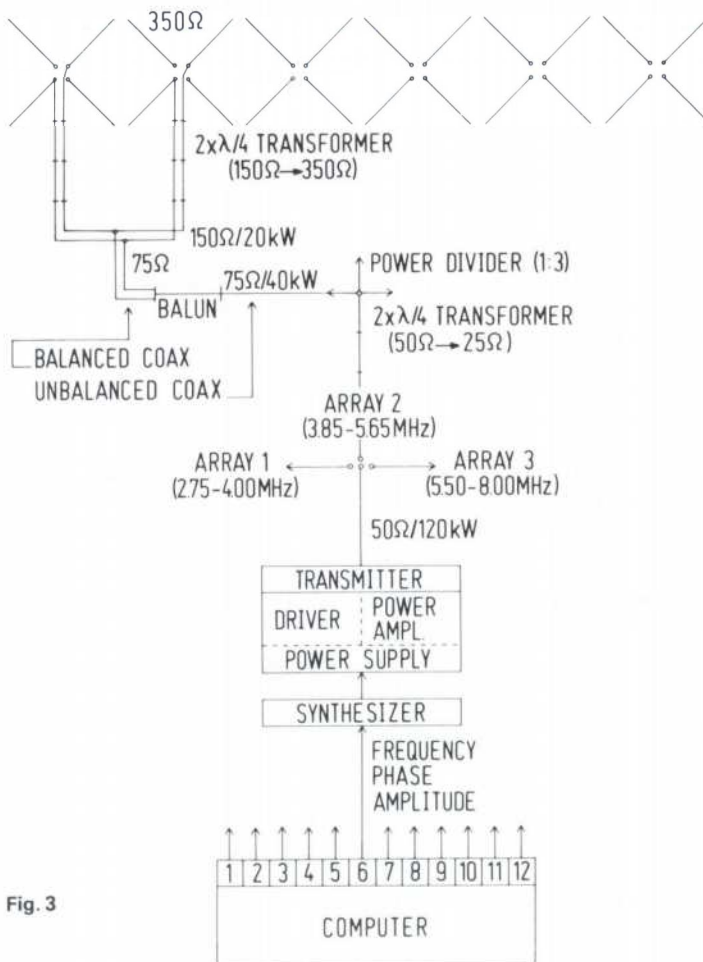 350Ω
2xλ/4 TRANSFORMER
(150Ω→350Ω)
150Ω/20kW
75Ω
75Ω/40kW
POWER DIVIDER (1:3)
BALUN
2xλ/4 TRANSFORMER
(50Ω→25Ω)
BALANCED COAX
UNBALANCED COAX
ARRAY 2
(3.85-5.65MHz)
ARRAY 1
(2.75-4.00MHz)
ARRAY 3
(5.50-8.00MHz)
50Ω/120kW
TRANSMITTER
DRIVER
POWER
AMPL.
POWER SUPPLY
SYNTHESIZER
FREQUENCY
PHASE
AMPLITUDE
1 2 3 4 5 6 7 8 9 10 11 12
COMPUTER
Fig. 3